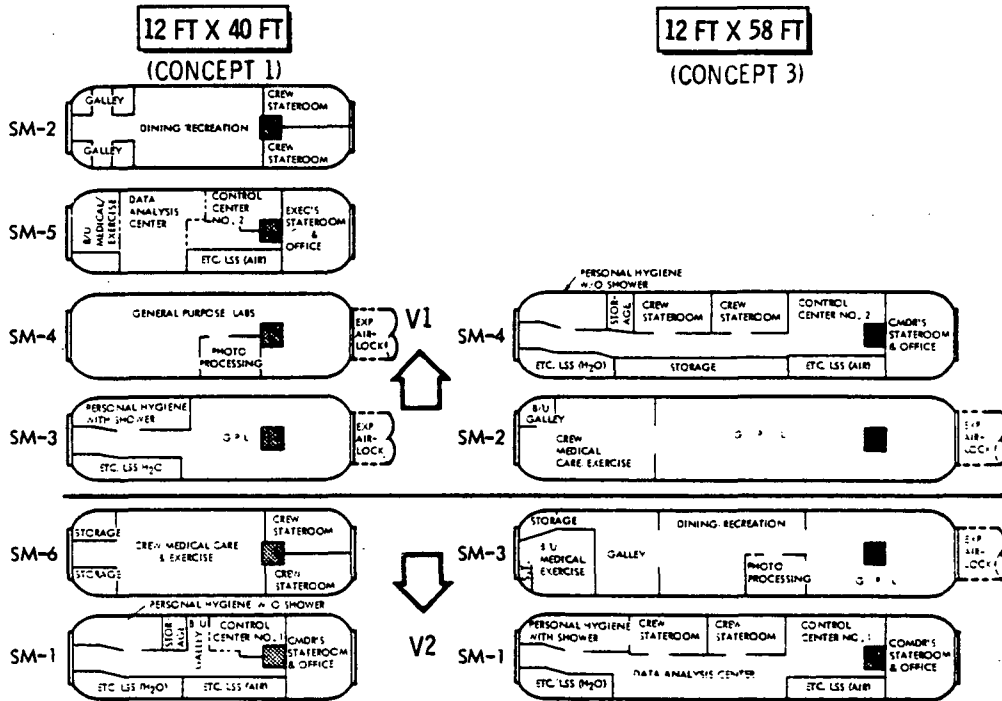 12 FT X 40 FT
(CONCEPT 1)
SM-2
GALLEY
GALLEY
DINING RECREATION
CREW
STATEROOM
CREW
STATEROOM
SM-5
B/U
MEDICAL/
EXERCISE
DATA
ANALYSIS
CENTER
CONTROL
CENTER
NO. 2
ETC. LSS (AIR)
EXEC'S
STATEROOM
&
OFFICE
SM-4
GENERAL PURPOSE LABS
PHOTO
PROCESSING
EXP
AIR-
LOCK
V1
SM-3
PERSONAL HYGIENE
WITH SHOWER
ETC. LSS H2O
G P L
EXP
AIR-
LOCK
SM-6
STORAGE
STORAGE
CREW MEDICAL CARE
& EXERCISE
CREW
STATEROOM
CREW
STATEROOM
SM-1
PERSONAL HYGIENE W/O SHOWER
STOR-
AGE
B/U
GALLEY
CONTROL
CENTER NO. 1
CMDR'S
STATEROOM
& OFFICE
ETC. LSS (H2O)
ETC. LSS (AIR)
V2
12 FT X 58 FT
(CONCEPT 3)
SM-4
PERSONAL HYGIENE
W/O SHOWER
STOR-
AGE
CREW
STATEROOM
CREW
STATEROOM
CONTROL
CENTER NO. 2
CMDR'S
STATEROOM
& OFFICE
ETC. LSS (H2O)
STORAGE
ETC. LSS (AIR)
SM-2
B/U
GALLEY
CREW
MEDICAL
CARE EXERCISE
G P L
EXP
AIR-
LOCK
SM-3
STORAGE
B/U
MEDICAL
EXERCISE
GALLEY
DINING-RECREATION
PHOTO
PROCESSING
G P L
EXP
AIR-
LOCK
SM-1
PERSONAL HYGIENE
WITH SHOWER
CREW
STATEROOM
CREW
STATEROOM
CONTROL
CENTER NO. 1
COMDR'S
STATEROOM
& OFFICE
ETC. LSS (H2O)
DATA ANALYSIS CENTER
ETC. LSS (AIR)